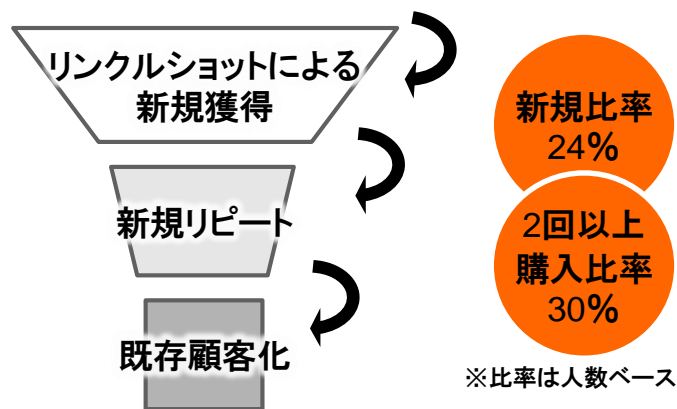 リンクルショットによる
新規獲得
新規リピート
既存顧客化
新規比率
24%
2回以上
購入比率
30%
※比率は人数ベース